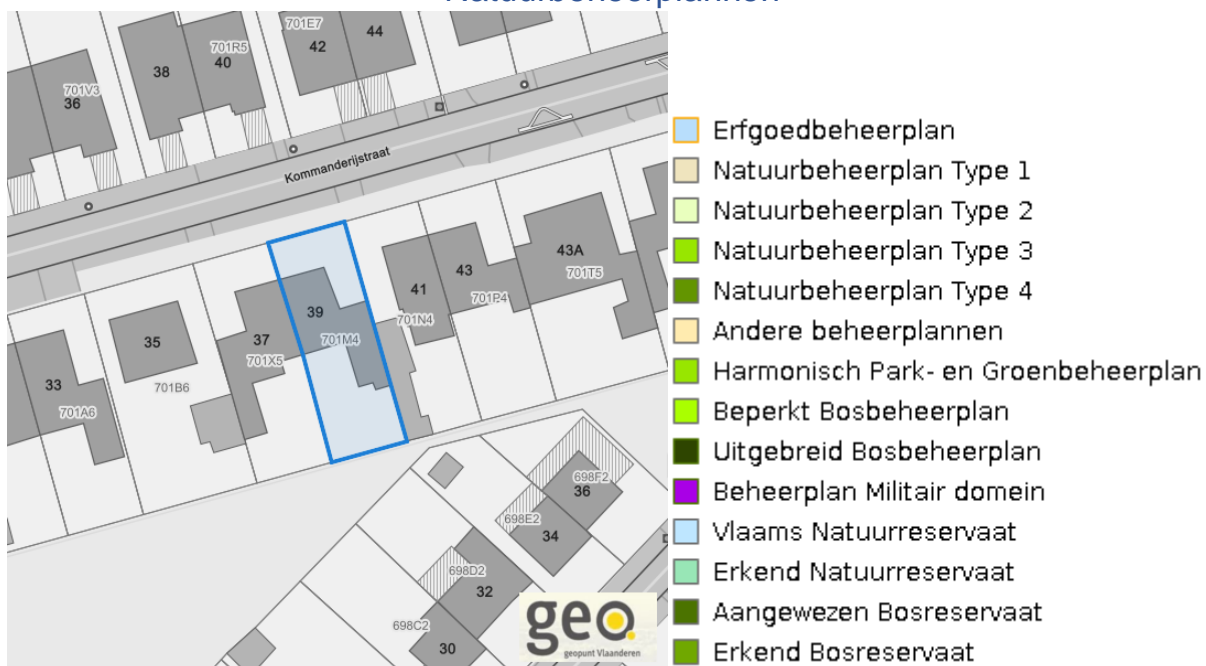 Natuurbeheerplannen
701E7
44
42
701R5
40
38
701V3
36
Kommanderijstraat
43A
701T5
43
701P4
41
701N4
39
701M4
37
701X5
35
701B6
33
701A6
698F2
36
698E2
34
698D2
32
698C2
30
geo.
geopunt Vlaanderen
Erfgoedbeheerplan
Natuurbeheerplan Type 1
Natuurbeheerplan Type 2
Natuurbeheerplan Type 3
Natuurbeheerplan Type 4
Andere beheerplannen
Harmonisch Park- en Groenbeheerplan
Beperkt Bosbeheerplan
Uitgebreid Bosbeheerplan
Beheerplan Militair domein
Vlaams Natuurreservaat
Erkend Natuurreservaat
Aangewezen Bosreservaat
Erkend Bosreservaat